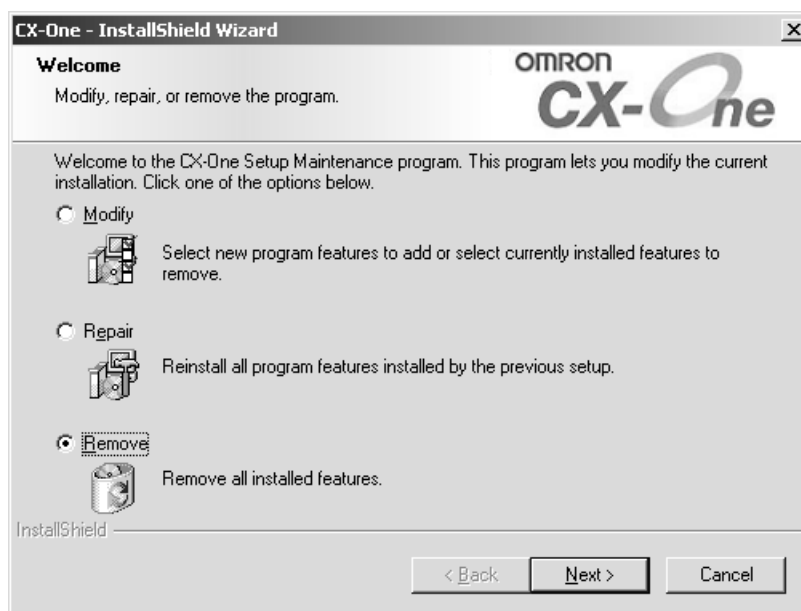 CX-One - InstallShield Wizard
Welcome
Modify, repair, or remove the program.
OMRON
CX-One
Welcome to the CX-One Setup Maintenance program. This program lets you modify the current
installation. Click one of the options below.
Modify
Select new program features to add or select currently installed features to
remove.
Repair
Reinstall all program features installed by the previous setup.
Remove
Remove all installed features.
InstallShield
< Back
Next >
Cancel